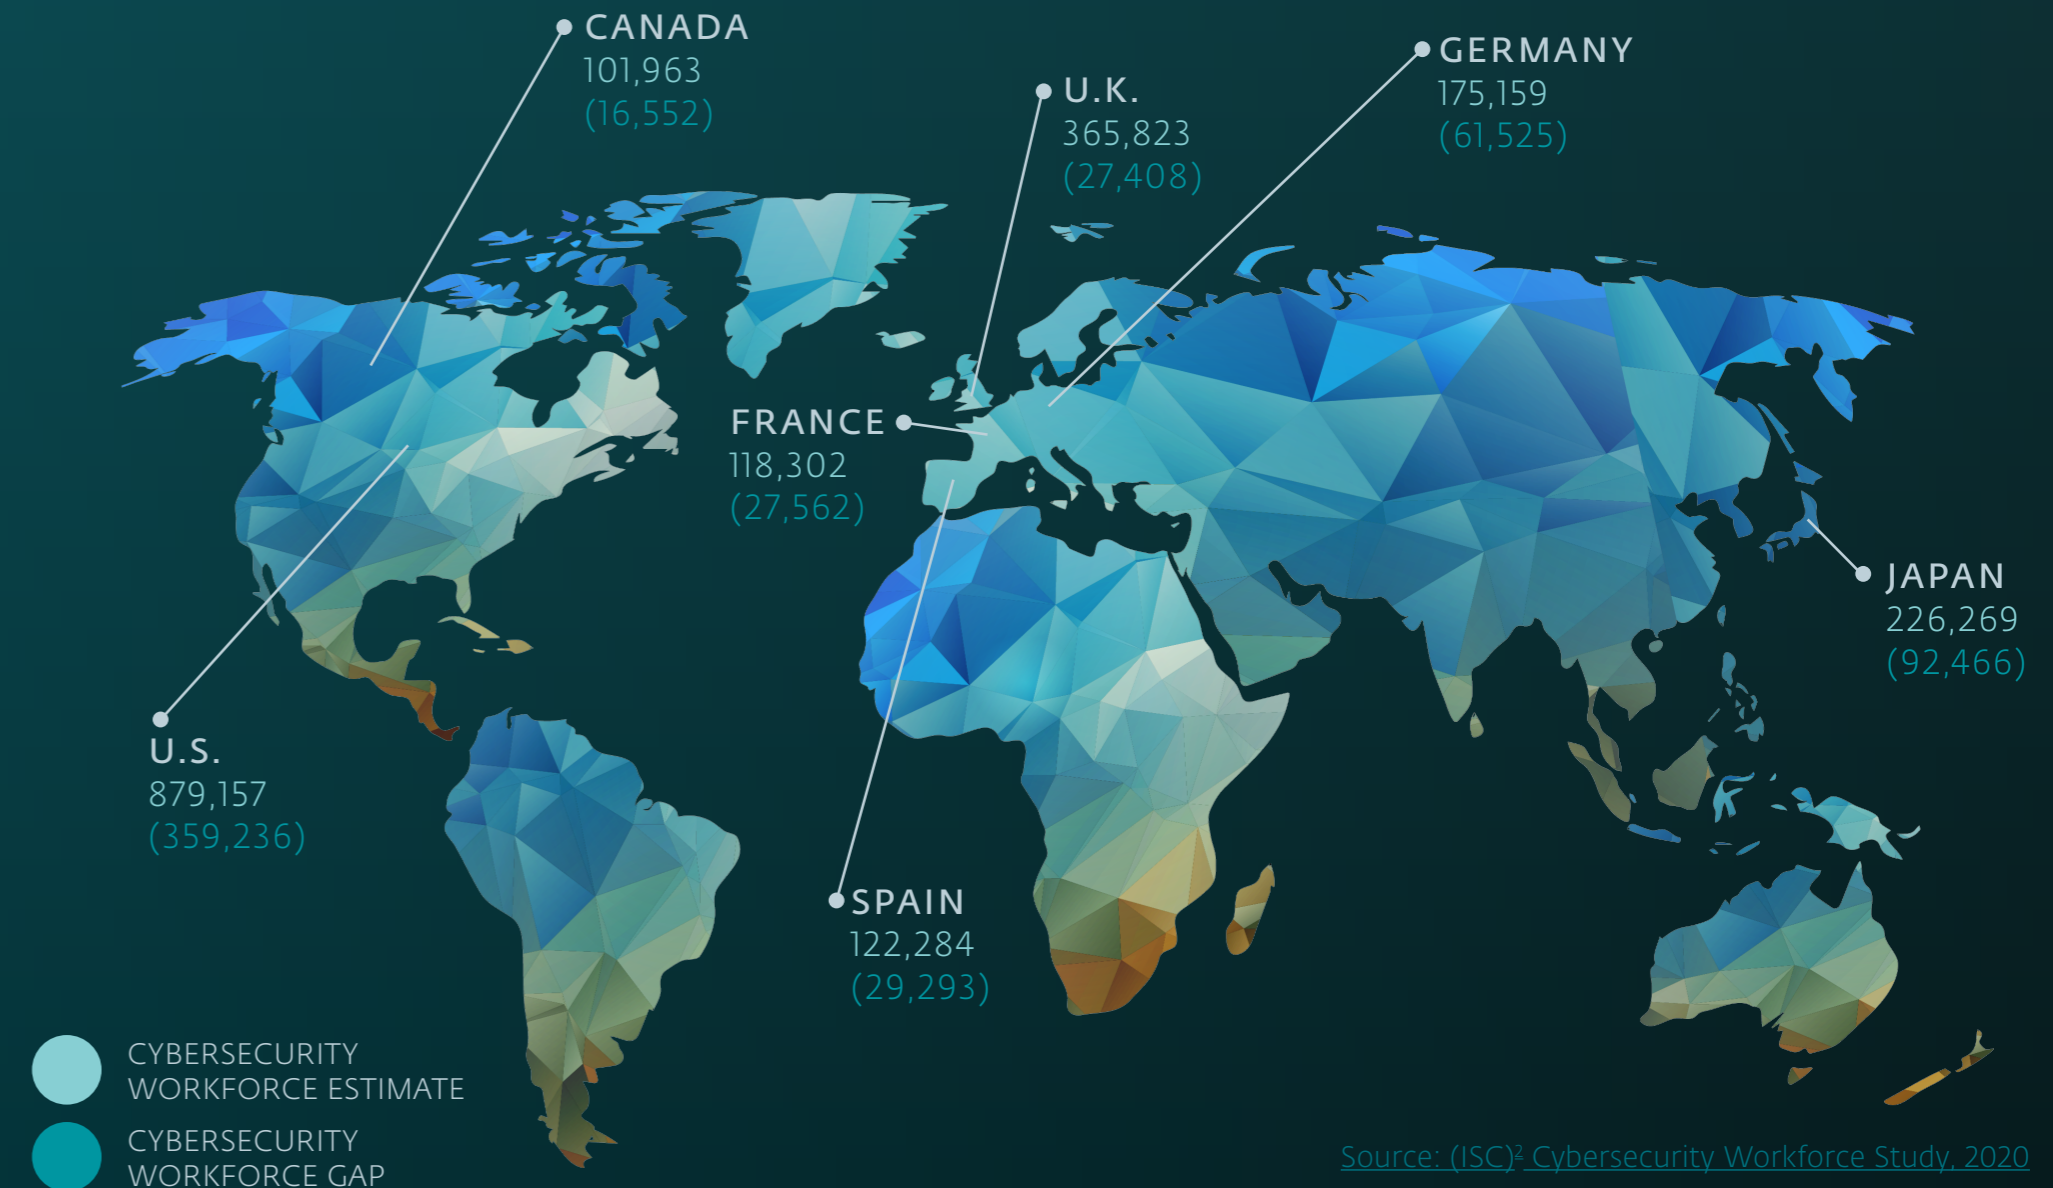 CANADA
101,963
(16,552)
GERMANY
175,159
(61,525)
U.K.
365,823
(27,408)
FRANCE
118,302
(27,562)
JAPAN
226,269
(92,466)
U.S.
879,157
(359,236)
SPAIN
122,284
(29,293)
CYBERSECURITY
WORKFORCE ESTIMATE
CYBERSECURITY
WORKFORCE GAP
Source: (ISC)² Cybersecurity Workforce Study, 2020